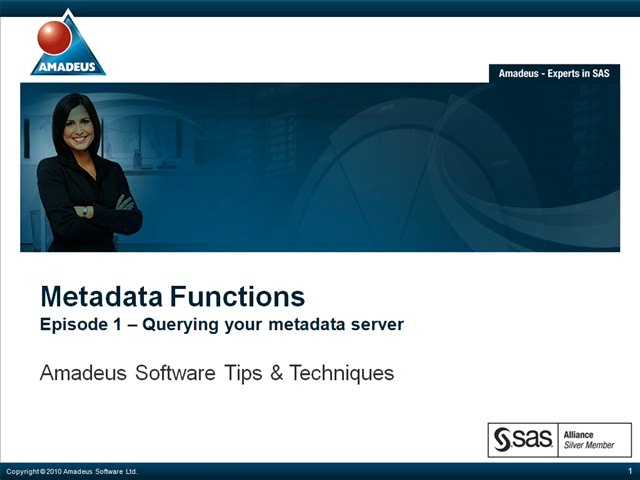 AMADEUS
Amadeus - Experts in SAS
Metadata Functions
Episode 1 – Querying your metadata server
Amadeus Software Tips & Techniques
sas.
Alliance
Silver Member
Copyright © 2010 Amadeus Software Ltd.
1